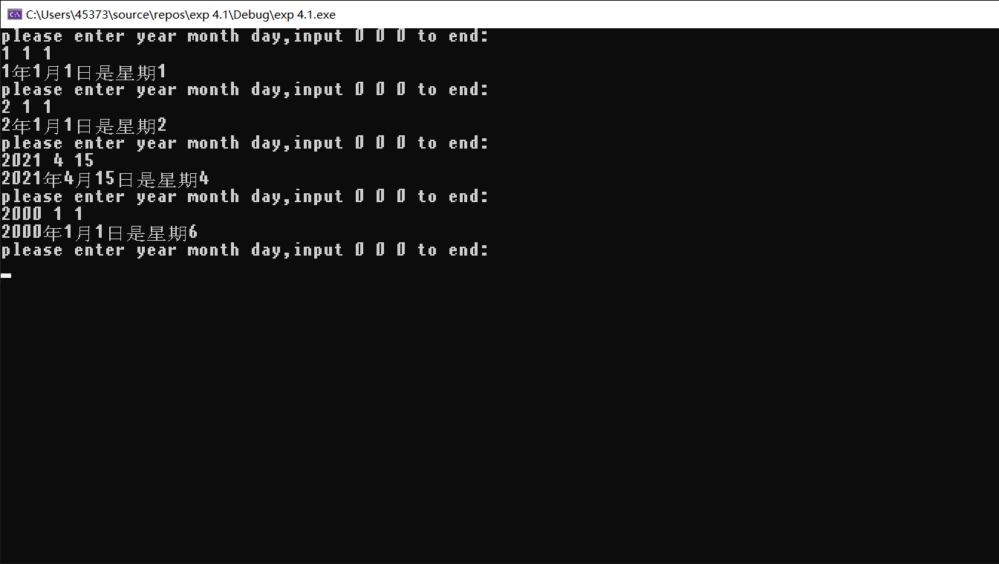 C:\Users\45373\source\repos\exp 4.1\Debug\exp 4.1.exe
please enter year month day,input 0 0 0 to end:
1 1 1
1年1月1日是星期1
please enter year month day,input 0 0 0 to end:
2 1 1
2年1月1日是星期2
please enter year month day,input 0 0 0 to end:
2021 4 15
2021年4月15日是星期4
please enter year month day,input 0 0 0 to end:
2000 1 1
2000年1月1日是星期6
please enter year month day,input 0 0 0 to end: